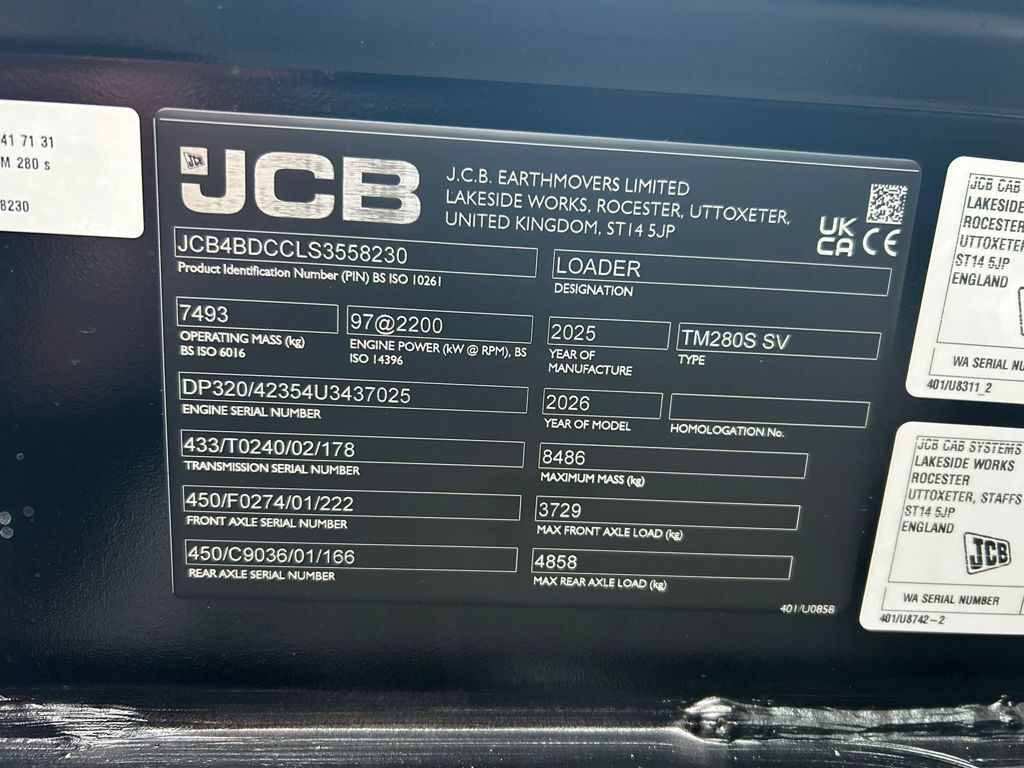 41 71 31
M 280 s
8230
JCB
JCB
J.C.B. EARTHMOVERS LIMITED
LAKESIDE WORKS, ROCESTER, UTTOXETER,
UNITED KINGDOM. ST14 5JP
UK
CA CE
JCB4BDCCLS3558230
Product Identification Number (PIN) BS ISO 10261
LOADER
DESIGNATION
7493
OPERATING MASS (kg)
BS ISO 6016
97@2200
ENGINE POWER (kW @ RPM), BS
ISO 14396
2025
YEAR OF
MANUFACTURE
TM280S SV
TYPE
DP320/42354U3437025
ENGINE SERIAL NUMBER
2026
YEAR OF MODEL
HOMOLOGATION No.
433/T0240/02/178
TRANSMISSION SERIAL NUMBER
8486
MAXIMUM MASS (kg)
450/F0274/01/222
FRONT AXLE SERIAL NUMBER
3729
MAX FRONT AXLE LOAD (kg)
450/C9036/01/166
REAR AXLE SERIAL NUMBER
4858
MAX REAR AXLE LOAD (kg)
401/U0858
JCB CAB
LAKESIDE
ROCESTER
UTTOXETER
ST14 5JP
ENGLAND
WA SERIAL NU
401/U8311_2
JCB CAB SYSTEMS
LAKESIDE WORKS
ROCESTER
UTTOXETER, STAFFS
ST14 5JP
ENGLAND
JCB
WA SERIAL NUMBER
401/U8742-2